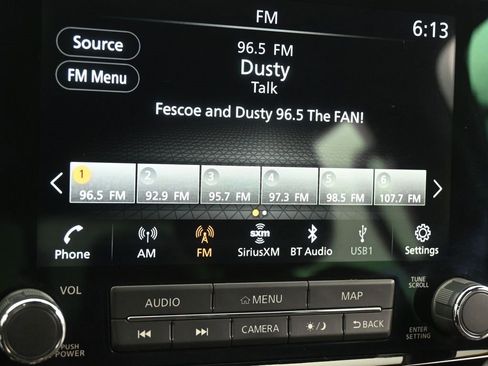 FM
6:13
Source
FM Menu
96.5 FM
Dusty
Talk
Fescoe and Dusty 96.5 The FAN!
1 2 3 4 5 6
96.5 FM 92.9 FM 95.7 FM 97.3 FM 98.5 FM 107.7 FM
Phone AM FM sxm SiriusXM BT Audio USB1 Settings
VOL
AUDIO MENU MAP
TUNE
SCROLL
CAMERA BACK
PUSH
POWER
ENTER
SETTING